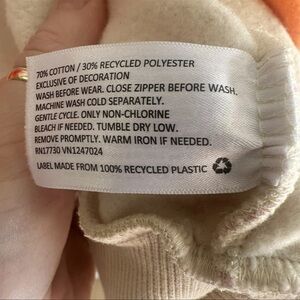 70% COTTON / 30% RECYCLED POLYESTER
EXCLUSIVE OF DECORATION
WASH BEFORE WEAR. CLOSE ZIPPER BEFORE WASH.
MACHINE WASH COLD SEPARATELY.
GENTLE CYCLE. ONLY NON-CHLORINE
BLEACH IF NEEDED. TUMBLE DRY LOW.
REMOVE PROMPTLY. WARM IRON IF NEEDED.
RN17730 VN1247024
LABEL MADE FROM 100% RECYCLED PLASTIC